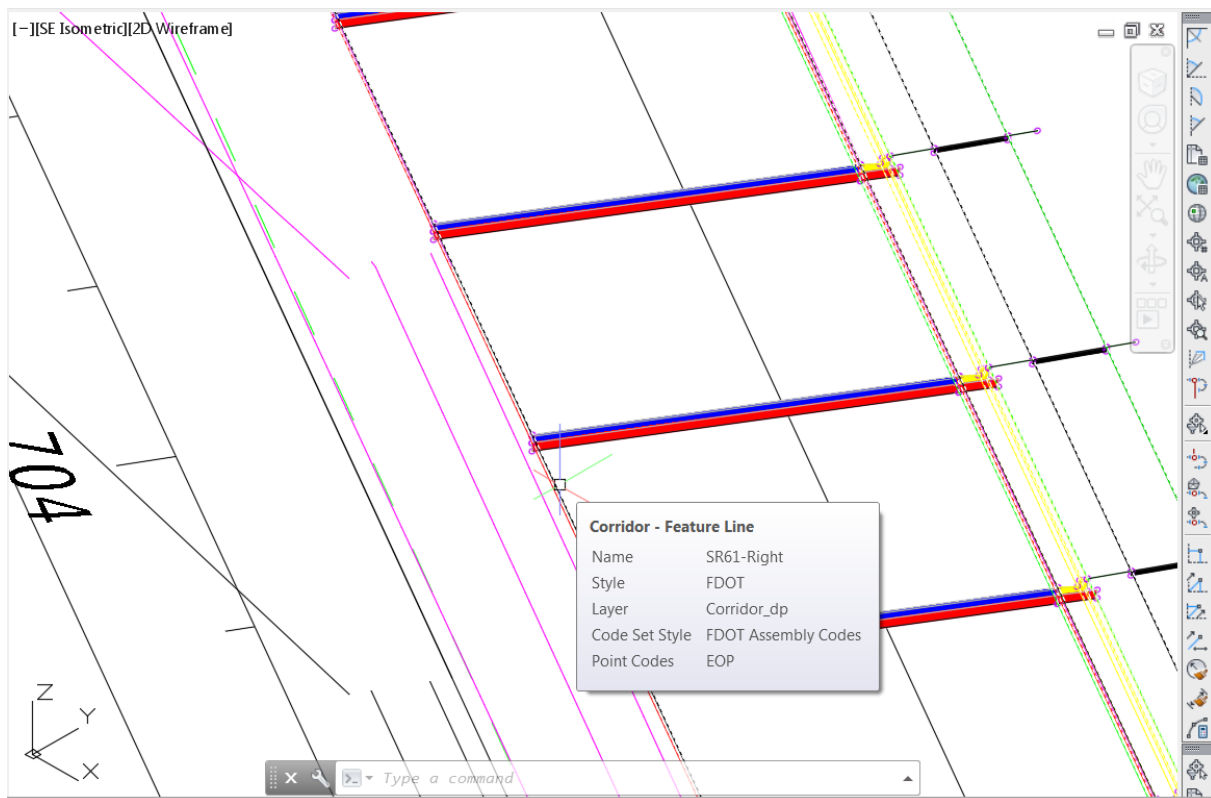 [−][SE Isometric][2D Wireframe]
704
Corridor - Feature Line
Name SR61-Right
Style FDOT
Layer Corridor_dp
Code Set Style FDOT Assembly Codes
Point Codes EOP
Z
Y
X
Type a command